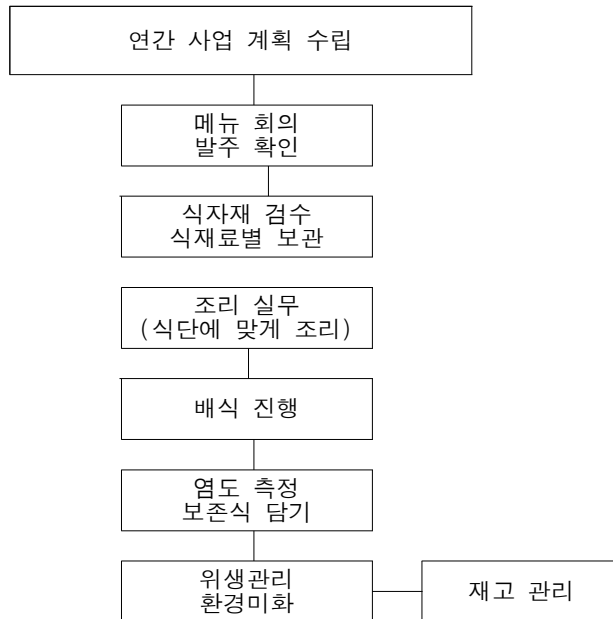 연간 사업 계획 수립
메뉴 회의
발주 확인
식자재 검수
식재료별 보관
조리 실무
(식단에 맞게 조리)
배식 진행
염도 측정
보존식 담기
위생관리
환경미화
재고 관리